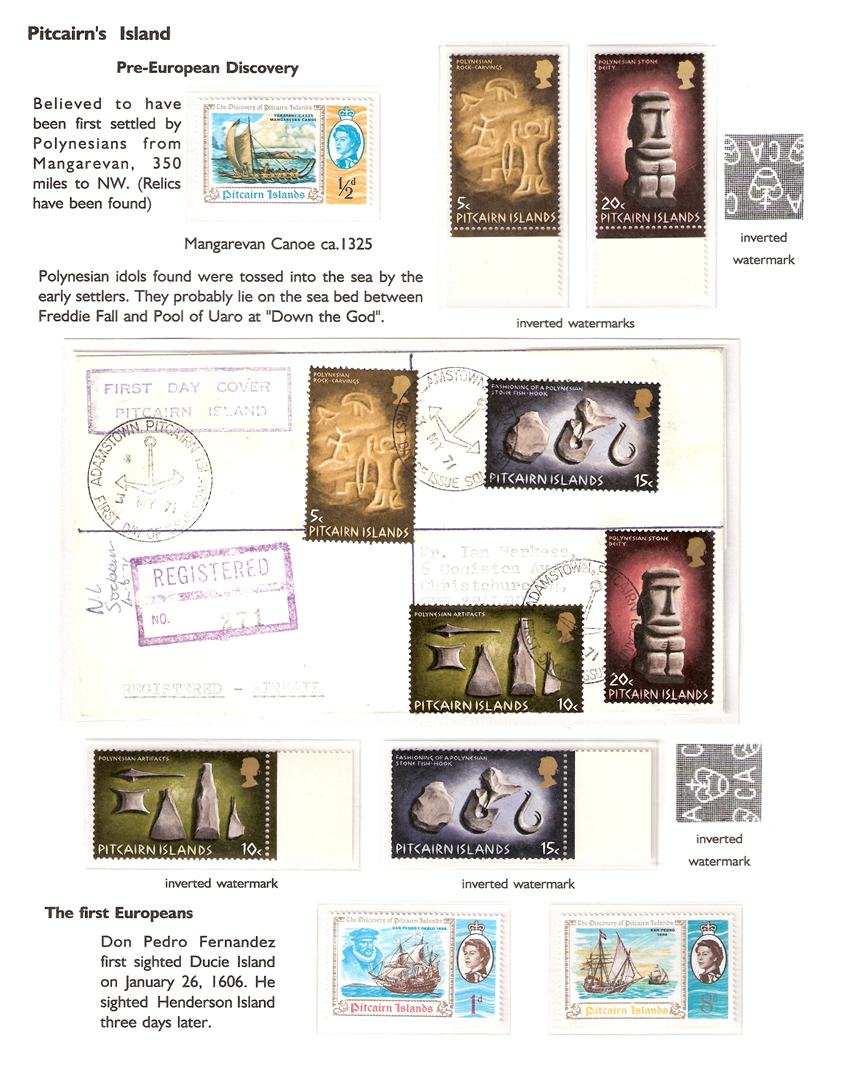 Pitcairn's Island
Pre-European Discovery
Believed to have
been first settled by
Polynesians from
Mangarevan, 350
miles to NW. (Relics
have been found)
The Discovery of Pitcairn Islands
MANGAREVAN CANOE
Pitcairn Islands
½d
Mangarevan Canoe ca.1325
POLYNESIAN
ROCK-CARVINGS
5c
PITCAIRN ISLANDS
POLYNESIAN STONE
DEITY
20c
PITCAIRN ISLANDS
CA
inverted
watermark
inverted watermarks
Polynesian idols found were tossed into the sea by the
early settlers. They probably lie on the sea bed between
Freddie Fall and Pool of Uaro at "Down the God".
FIRST DAY COVER
PITCAIRN ISLAND
ADAMSTOWN, PITCAIRN IS
MY 71
FIRST DAY OF ISSUE
POLYNESIAN
ROCK-CARVINGS
5c
PITCAIRN ISLANDS
ADAMSTOWN
MY 71
FIRST DAY OF ISSUE
FASHIONING OF A POLYNESIAN
STONE FISH-HOOK
PITCAIRN ISLANDS 15c
REGISTERED
NO. 271
Mr. Ian Harkess,
6 Coniston Av
Christchurch
ADAMSTOWN,
71
POLYNESIAN ARTIFACTS
PITCAIRN ISLANDS 10c
POLYNESIAN STONE
DEITY
20c
PITCAIRN ISLANDS
REGISTERED - AIRMAIL
POLYNESIAN ARTIFACTS
PITCAIRN ISLANDS 10c
inverted watermark
FASHIONING OF A POLYNESIAN
STONE FISH-HOOK
PITCAIRN ISLANDS 15c
inverted watermark
CA
inverted
watermark
The first Europeans
Don Pedro Fernandez
first sighted Ducie Island
on January 26, 1606. He
sighted Henderson Island
three days later.
The Discovery of Pitcairn Islands
SAN PEDRO Y PABLO 1606
Pitcairn Islands
1d
The Discovery of Pitcairn Islands
SAN PEDRO
1606
Pitcairn Islands
8d